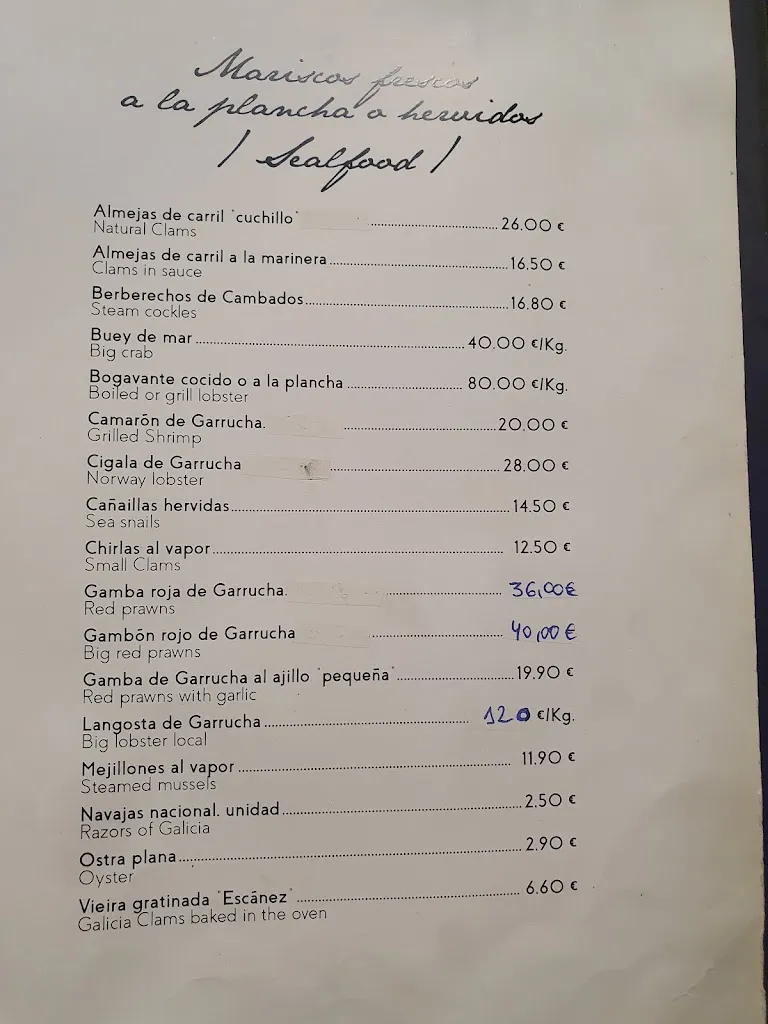 Mariscos frescos
a la plancha o hervidos
/ Sealfood /
Almejas de carril "cuchillo" ........ 26.00 €
Natural Clams
Almejas de carril a la marinera ........ 16.50 €
Clams in sauce
Berberechos de Cambados ........ 16.80 €
Steam cockles
Buey de mar ........ 40.00 €/Kg.
Big crab
Bogavante cocido o a la plancha ........ 80.00 €/Kg.
Boiled or grill lobster
Camarón de Garrucha. ........ 20.00 €
Grilled Shrimp
Cigala de Garrucha ........ 28.00 €
Norway lobster
Cañaillas hervidas ........ 14.50 €
Sea snails
Chirlas al vapor ........ 12.50 €
Small Clams
Gamba roja de Garrucha. ........ 36,00€
Red prawns
Gambón rojo de Garrucha ........ 40,00 €
Big red prawns
Gamba de Garrucha al ajillo "pequeña" ........ 19.90 €
Red prawns with garlic
Langosta de Garrucha ........ 120 €/Kg.
Big lobster local
Mejillones al vapor ........ 11.90 €
Steamed mussels
Navajas nacional. unidad ........ 2.50 €
Razors of Galicia
Ostra plana ........ 2.90 €
Oyster
Vieira gratinada "Escánez" ........ 6.60 €
Galicia Clams baked in the oven